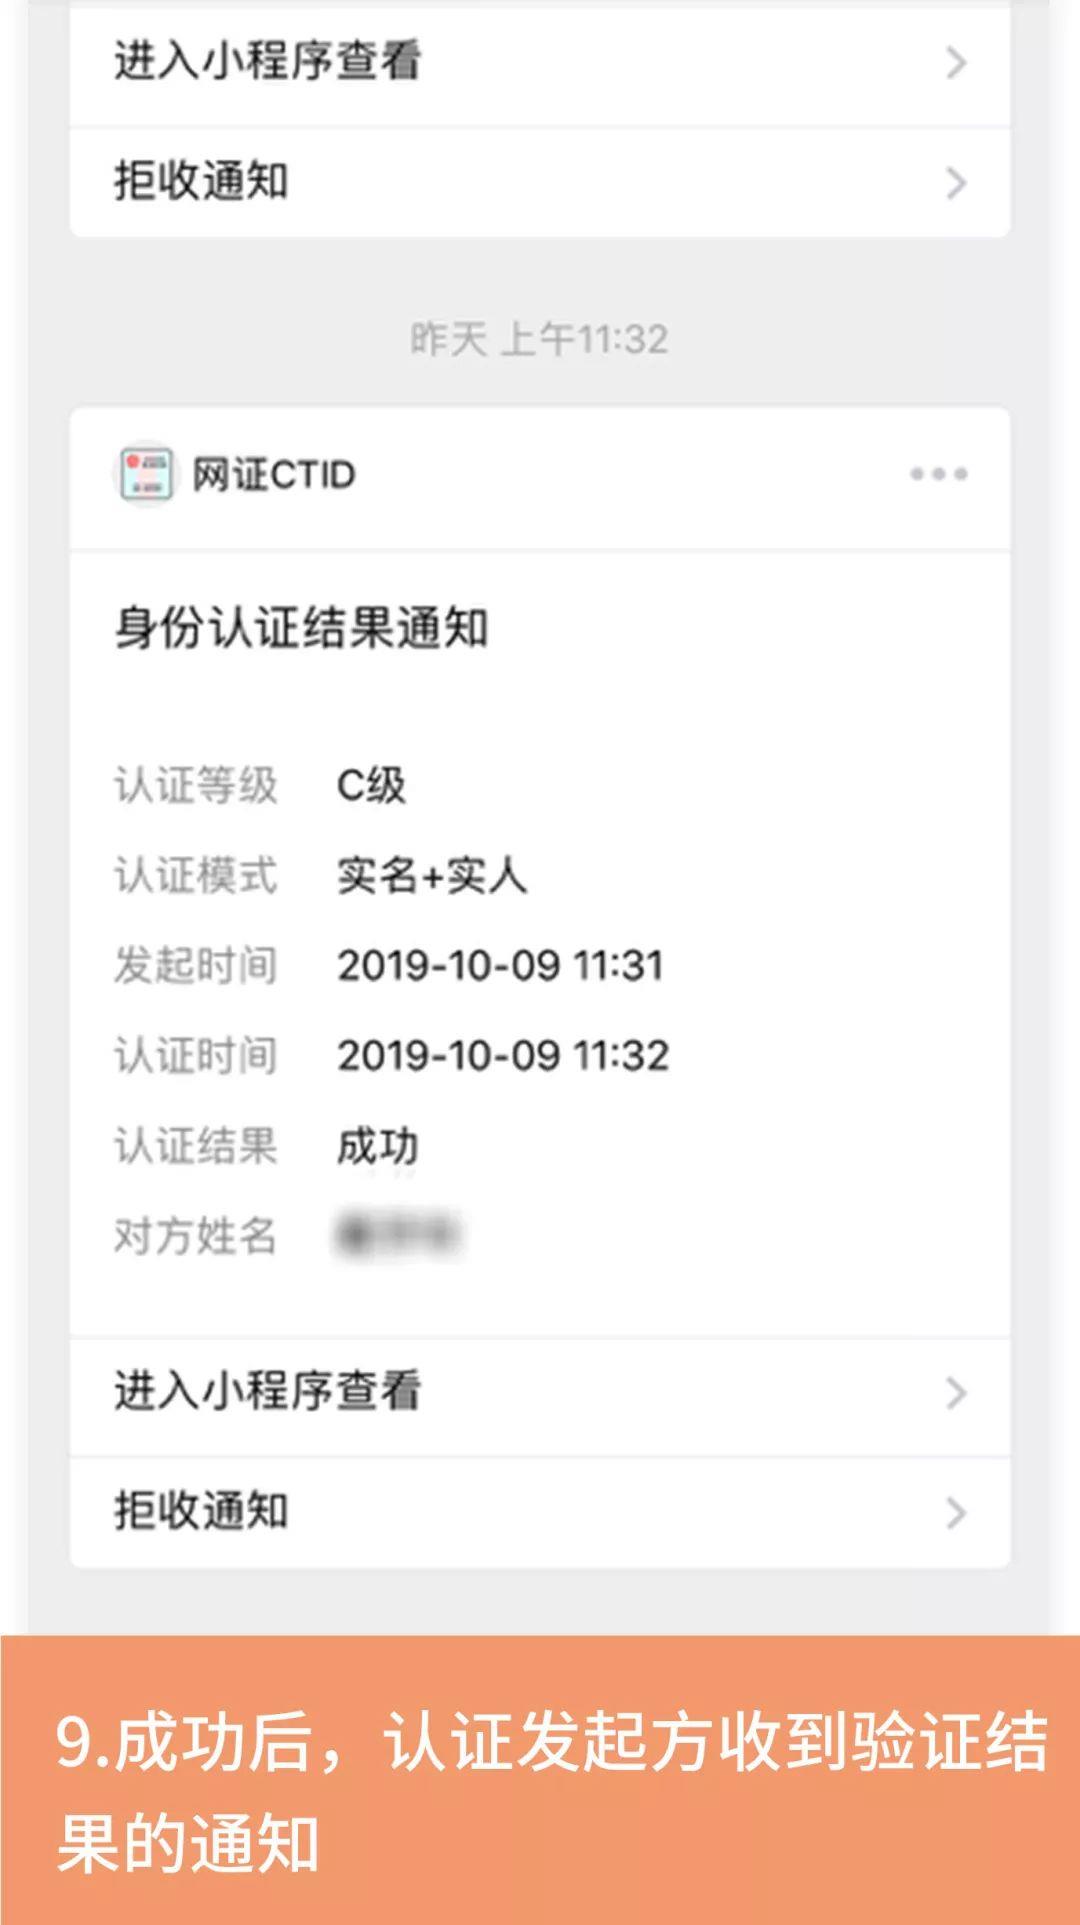 进入小程序查看
拒收通知
昨天 上午11:32
网证CTID
身份认证结果通知
认证等级 C级
认证模式 实名+实人
发起时间 2019-10-09 11:31
认证时间 2019-10-09 11:32
认证结果 成功
对方姓名
进入小程序查看
拒收通知
9.成功后，认证发起方收到验证结
果的通知